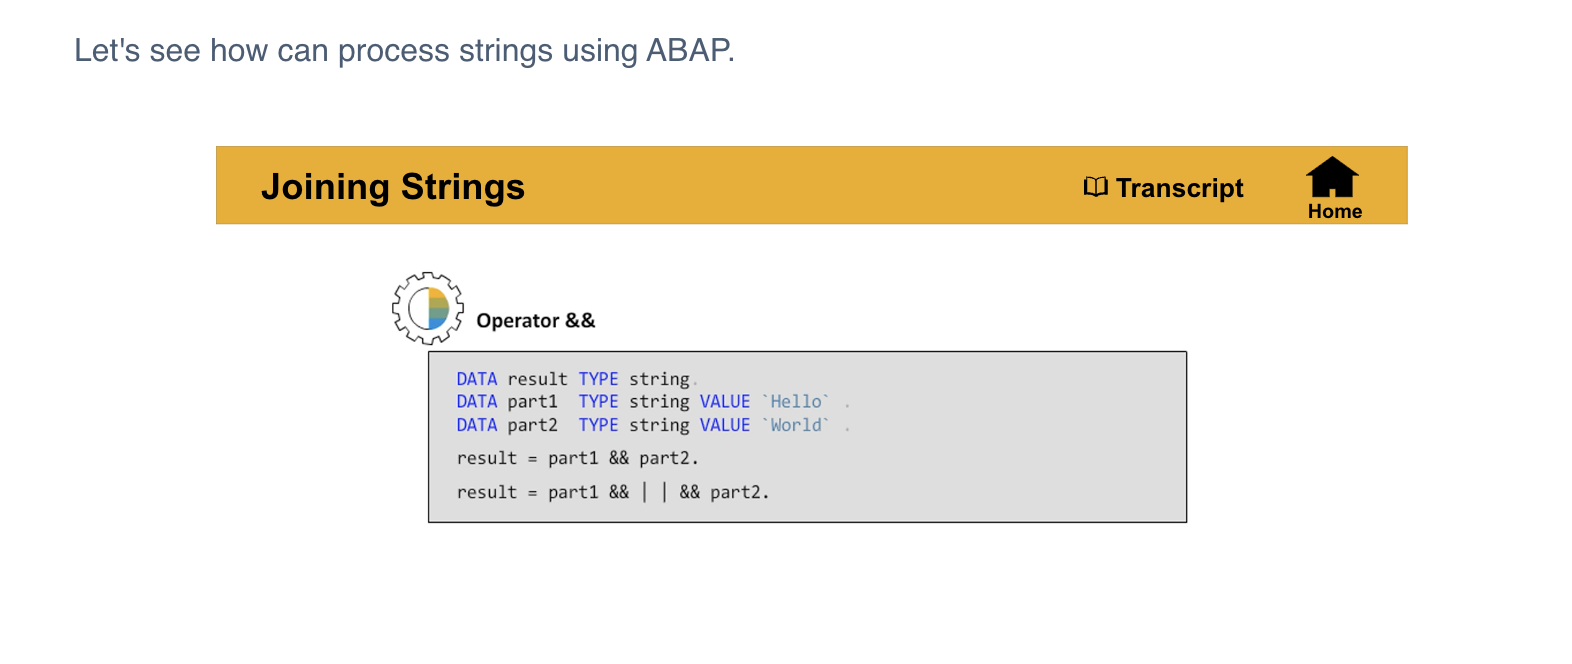 Let's see how can process strings using ABAP.
Joining Strings
Transcript
Home
Operator &&
DATA result TYPE string.
DATA part1  TYPE string VALUE `Hello` .
DATA part2  TYPE string VALUE `World` .
result = part1 && part2.
result = part1 && | | && part2.